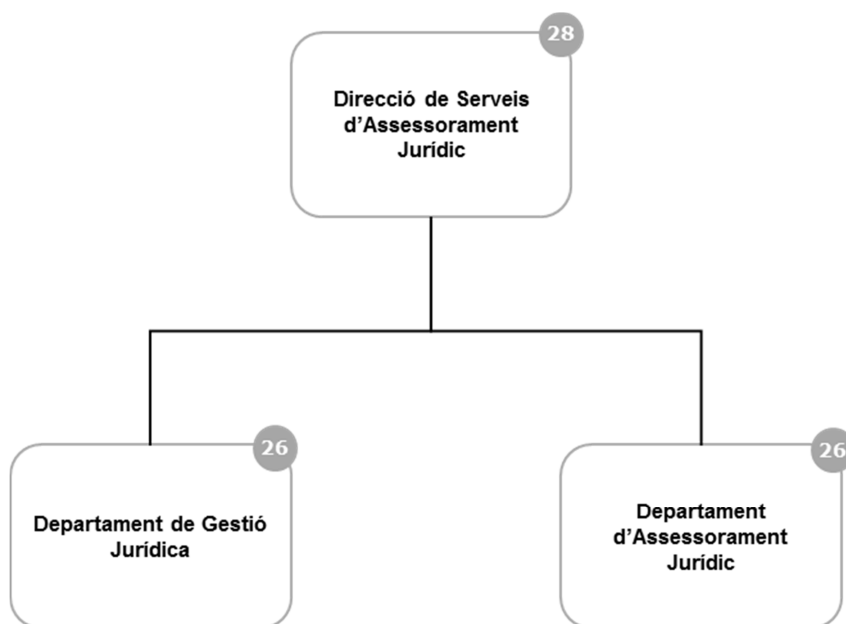 28
Direcció de Serveis
d’Assessorament
Jurídic
26
Departament de Gestió
Jurídica
26
Departament
d’Assessorament
Jurídic